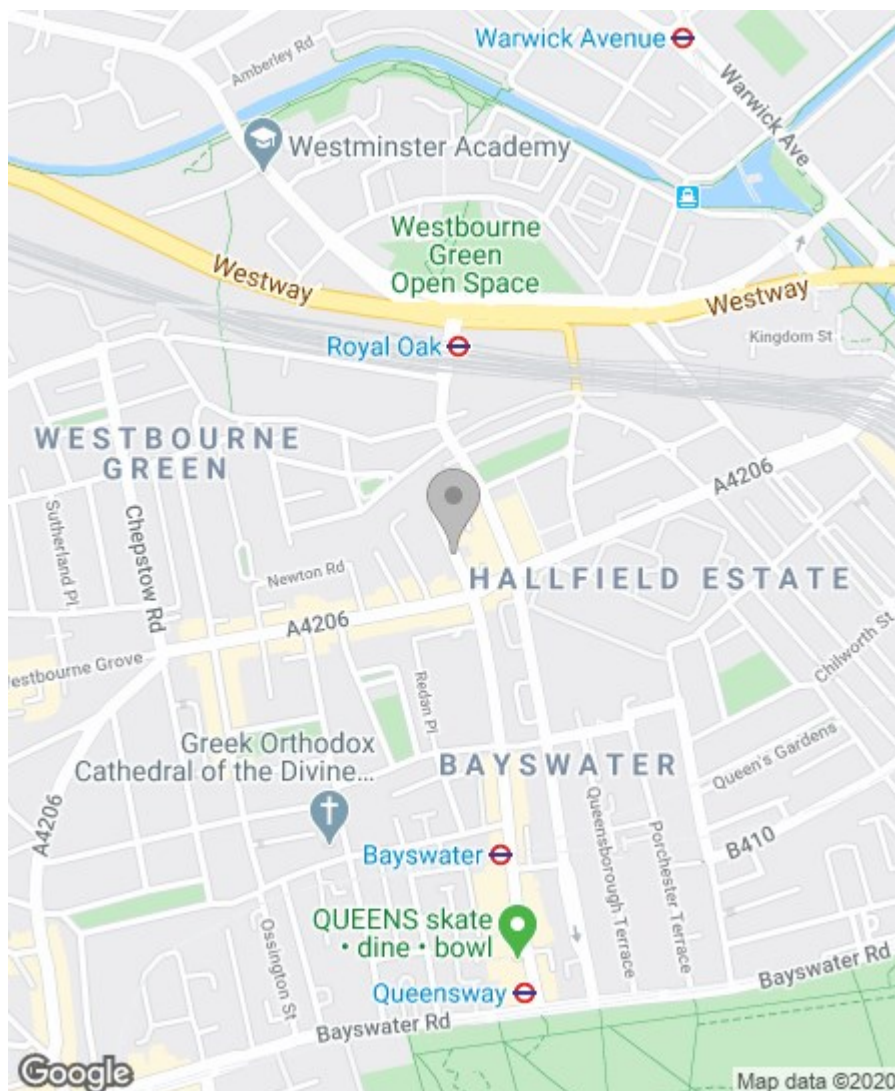 Warwick Avenue
Amberley Rd
Warwick Ave
Westminster Academy
Westbourne
Green
Open Space
Westway
Westway
Kingdom St
Royal Oak
WESTBOURNE
GREEN
A4206
Sutherland Pl
Chepstow Rd
Newton Rd
HALLFIELD ESTATE
A4206
Westbourne Grove
Redan Pl
Chilworth St
Greek Orthodox
Cathedral of the Divine...
BAYSWATER
Queen's Gardens
A4206
Queensborough Terrace
Porchester Terrace
B410
Bayswater
QUEENS skate
• dine • bowl
Ossington St
Queensway
Bayswater Rd
Bayswater Rd
Google
Map data ©2020